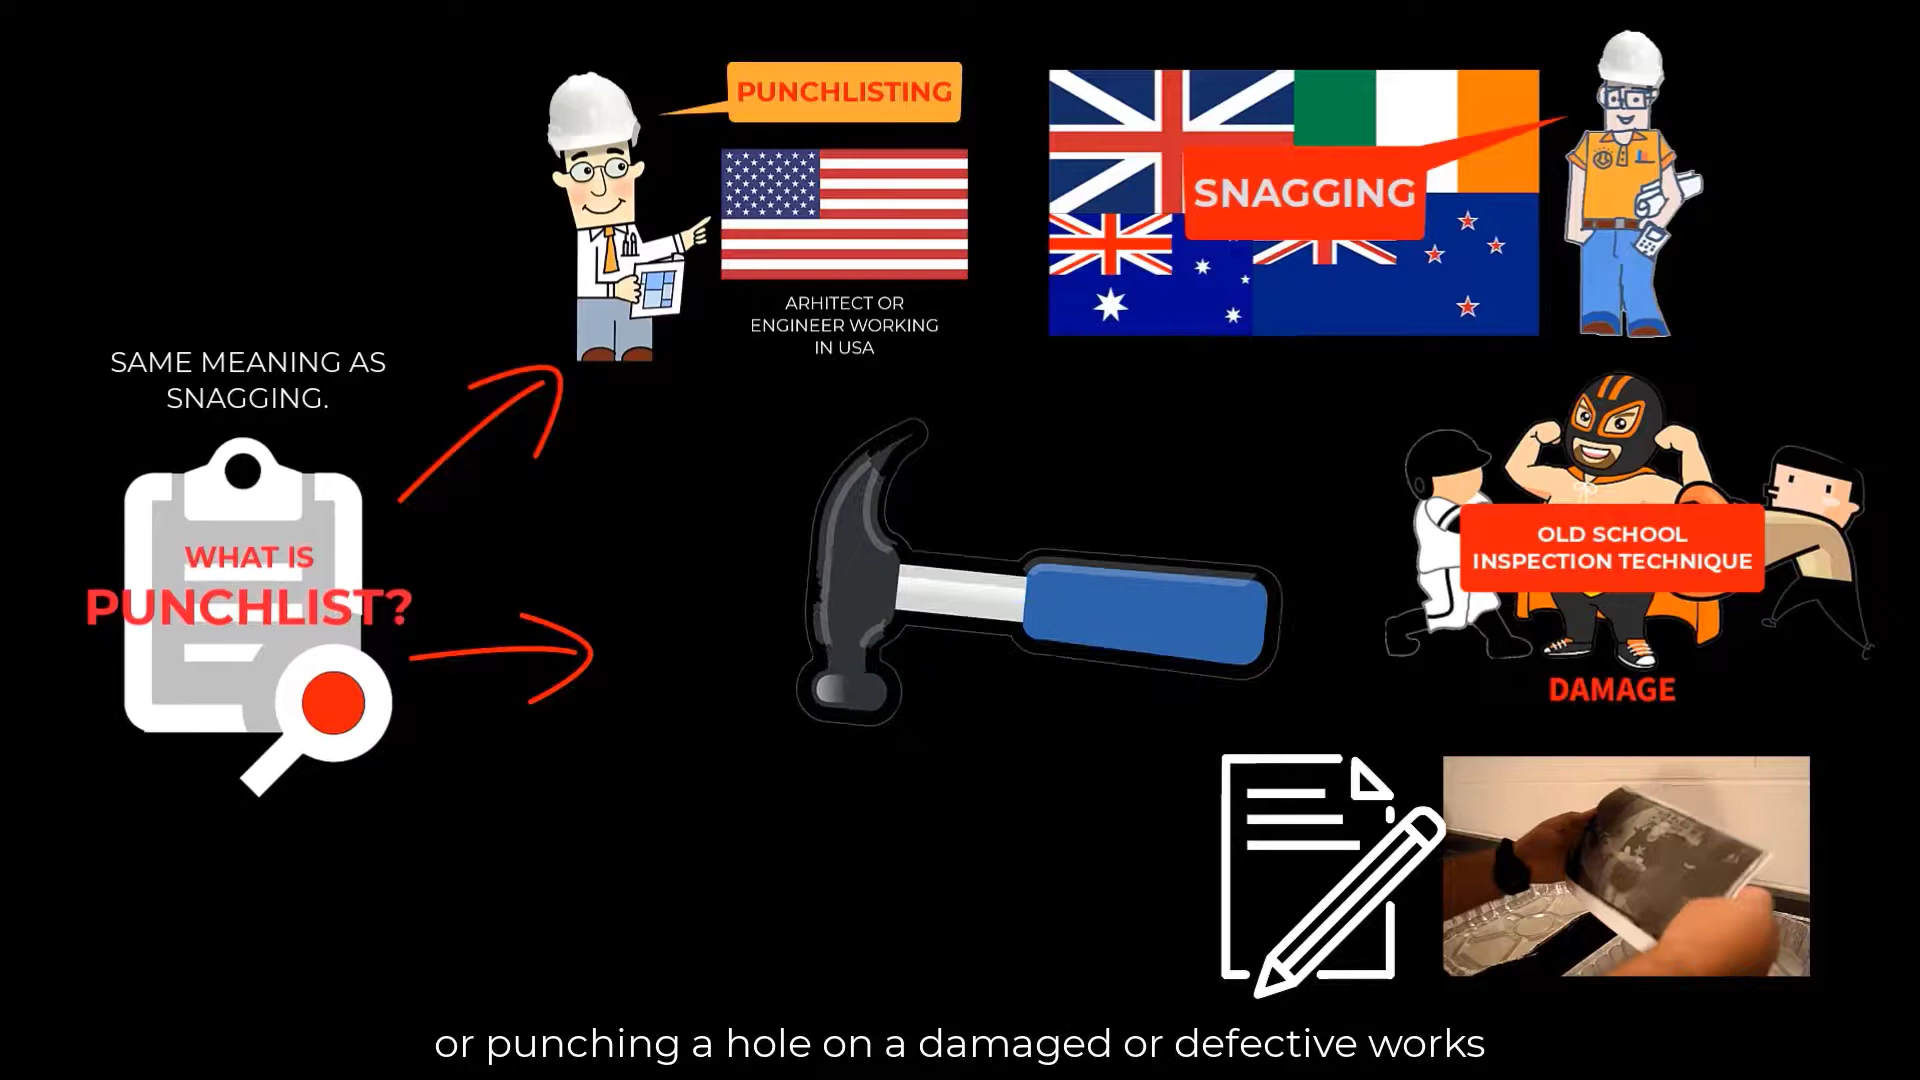 PUNCHLISTING
SNAGGING
ARHITECT OR
ENGINEER WORKING
IN USA
SAME MEANING AS
SNAGGING.
WHAT IS
PUNCHLIST?
OLD SCHOOL
INSPECTION TECHNIQUE
DAMAGE
or punching a hole on a damaged or defective works